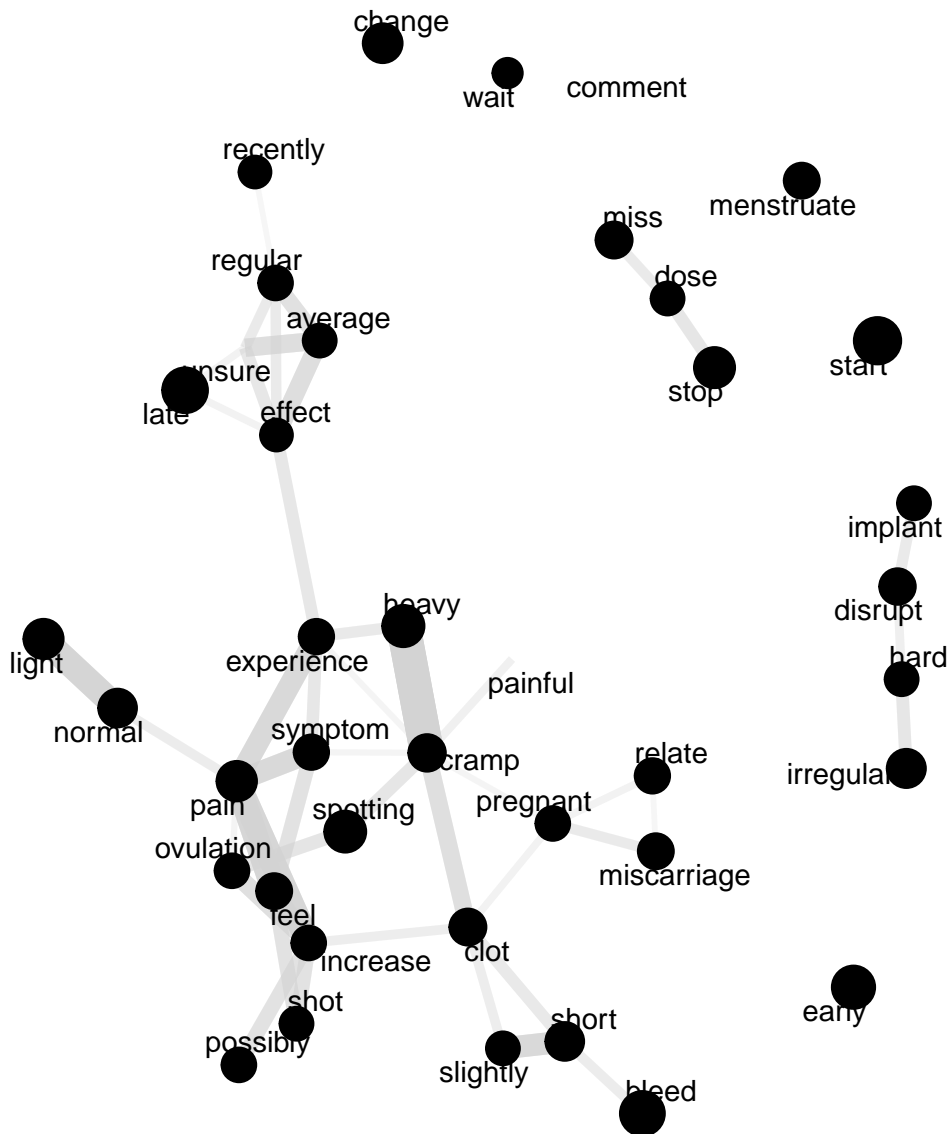 change
wait
comment
recently
menstruate
miss
regular
dose
average
unsure
start
late
effect
stop
implant
disrupt
heavy
experience
hard
light
painful
normal
symptom
cramp
relate
irregular
pain
spotting
pregnant
ovulation
miscarriage
feel
increase
clot
shot
early
possibly
short
slightly
bleed